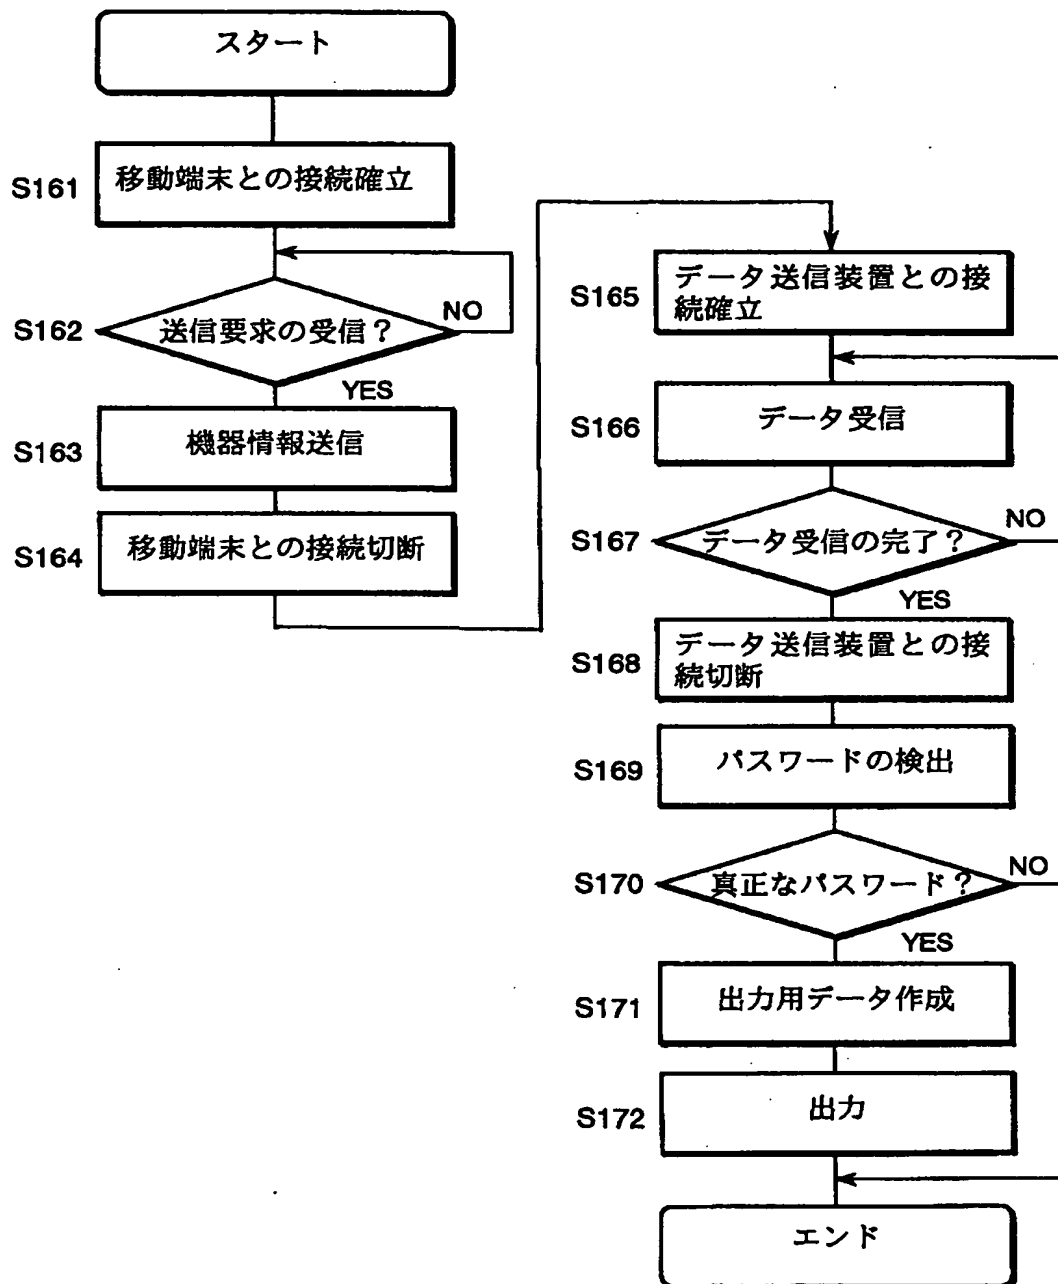 スタート
S161
移動端末との接続確立
S162
送信要求の受信？
NO
YES
S163
機器情報送信
S164
移動端末との接続切断
S165
データ送信装置との接
続確立
S166
データ受信
S167
データ受信の完了？
NO
YES
S168
データ送信装置との接
続切断
S169
パスワードの検出
S170
真正なパスワード？
NO
YES
S171
出力用データ作成
S172
出力
エンド